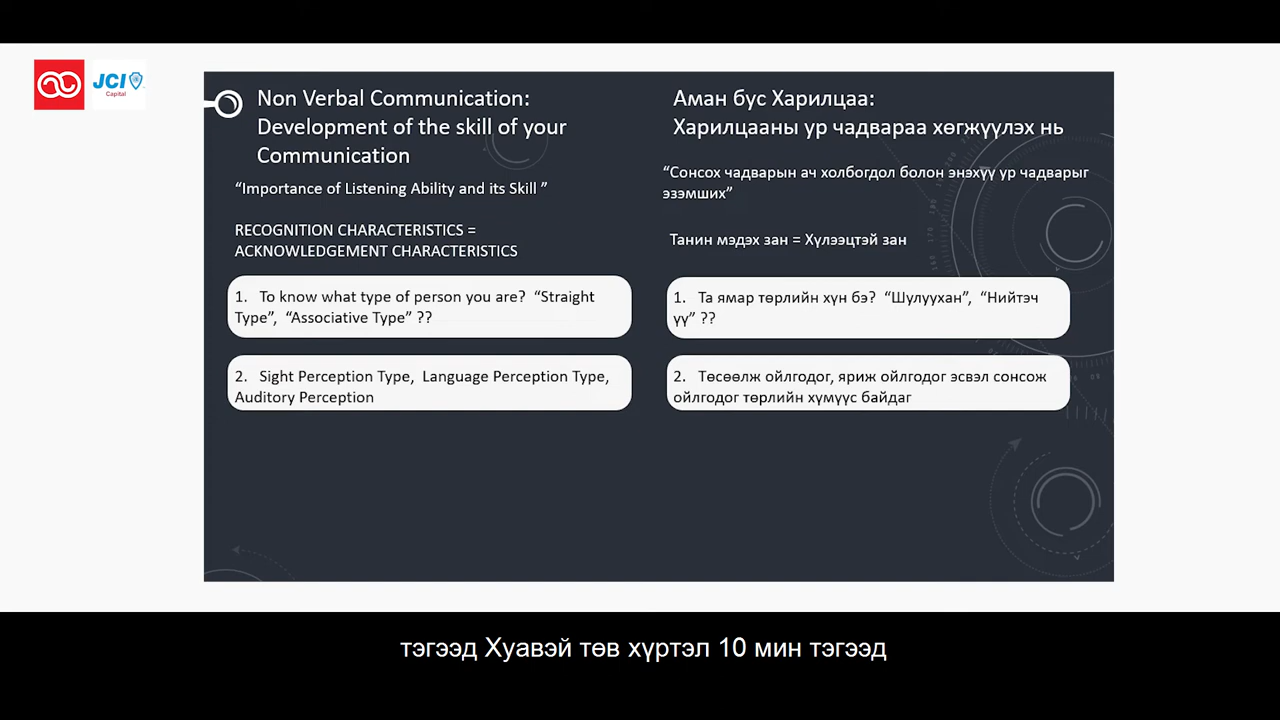 JCI
Capital
Non Verbal Communication:
Development of the skill of your
Communication
“Importance of Listening Ability and its Skill ”
RECOGNITION CHARACTERISTICS =
ACKNOWLEDGEMENT CHARACTERISTICS
1. To know what type of person you are? “Straight
Type”, “Associative Type” ??
2. Sight Perception Type, Language Perception Type,
Auditory Perception
Аман бус Харилцаа:
Харилцааны ур чадвараа хөгжүүлэх нь
“Сонсох чадварын ач холбогдол болон энэхүү ур чадварыг
эзэмших”
Танин мэдэх зан = Хүлээцтэй зан
1. Та ямар төрлийн хүн бэ? “Шулуухан”, “Нийтэч
үү” ??
2. Төсөөлж ойлгодог, яриж ойлгодог эсвэл сонсож
ойлгодог төрлийн хүмүүс байдаг
тэгээд Хуавэй төв хүртэл 10 мин тэгээд